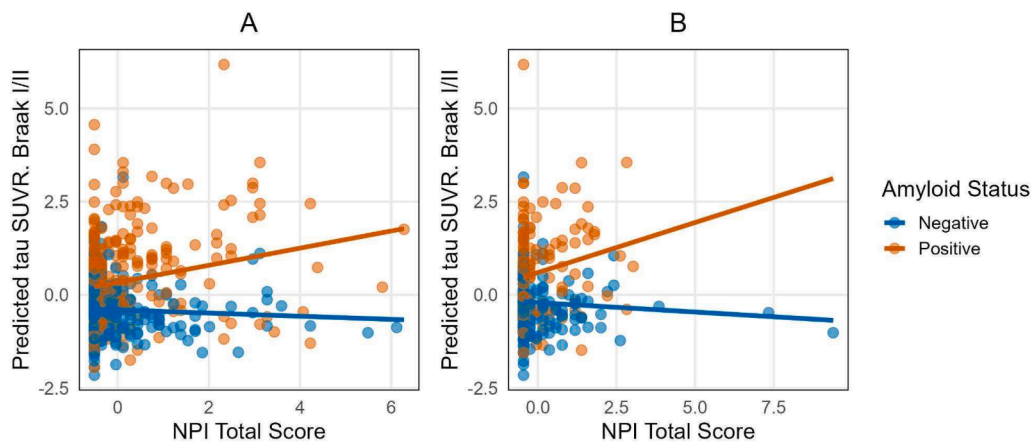 A
B
Predicted tau SUVR. Braak I/II
5.0
2.5
0.0
-2.5
0
2
4
6
NPI Total Score
Predicted tau SUVR. Braak I/II
5.0
2.5
0.0
-2.5
0.0
2.5
5.0
7.5
NPI Total Score
Amyloid Status
Negative
Positive